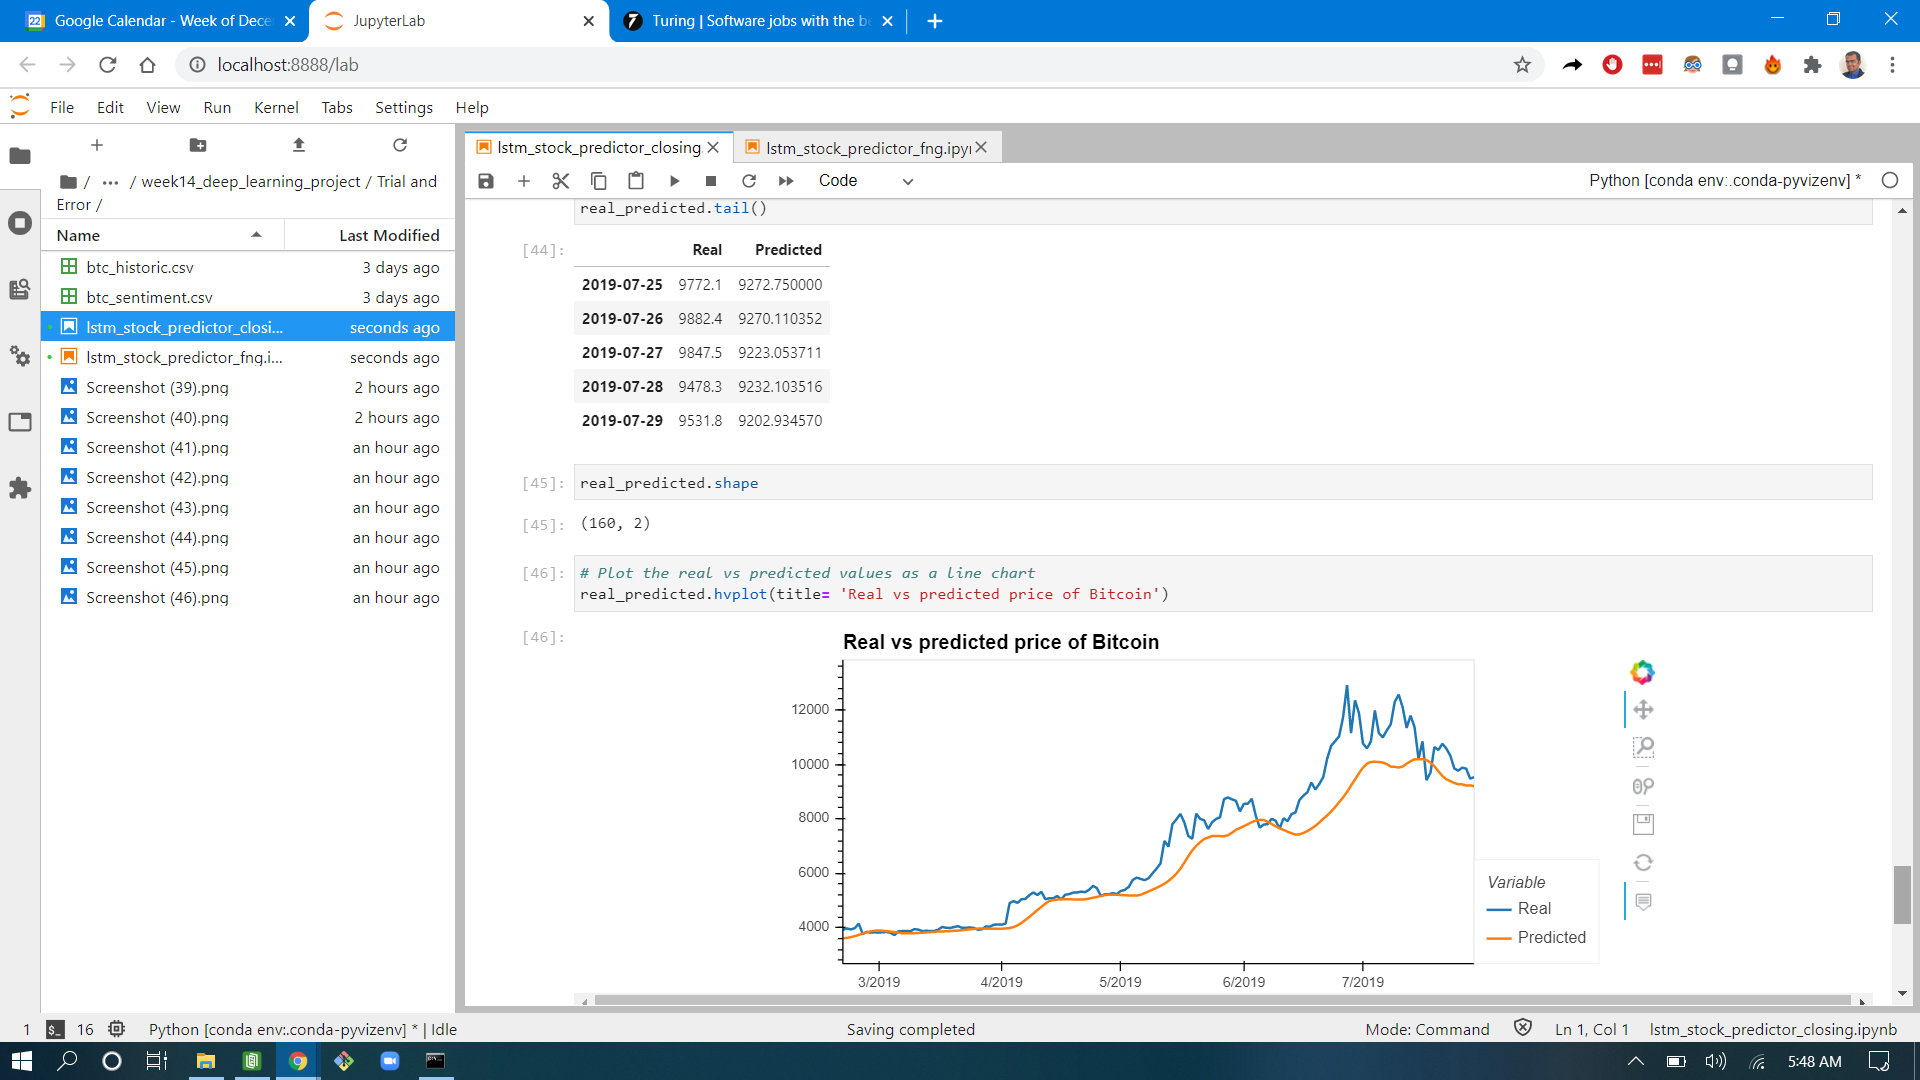 Google Calendar - Week of Dece
JupyterLab
Turing | Software jobs with the be
localhost:8888/lab
File Edit View Run Kernel Tabs Settings Help
/ ··· / week14_deep_learning_project / Trial and
Error /
Name Last Modified
btc_historic.csv 3 days ago
btc_sentiment.csv 3 days ago
lstm_stock_predictor_closi... seconds ago
lstm_stock_predictor_fng.i... seconds ago
Screenshot (39).png 2 hours ago
Screenshot (40).png 2 hours ago
Screenshot (41).png an hour ago
Screenshot (42).png an hour ago
Screenshot (43).png an hour ago
Screenshot (44).png an hour ago
Screenshot (45).png an hour ago
Screenshot (46).png an hour ago
lstm_stock_predictor_closing.
lstm_stock_predictor_fng.ipyn
Code
Python [conda env:.conda-pyvizenv] *
real_predicted.tail()
[44]:
Real Predicted
2019-07-25 9772.1 9272.750000
2019-07-26 9882.4 9270.110352
2019-07-27 9847.5 9223.053711
2019-07-28 9478.3 9232.103516
2019-07-29 9531.8 9202.934570
[45]: real_predicted.shape
[45]: (160, 2)
[46]: # Plot the real vs predicted values as a line chart
real_predicted.hvplot(title= 'Real vs predicted price of Bitcoin')
[46]:
Real vs predicted price of Bitcoin
12000
10000
8000
6000
4000
3/2019 4/2019 5/2019 6/2019 7/2019
Variable
Real
Predicted
1 $_ 16 Python [conda env:.conda-pyvizenv] * | Idle
Saving completed
Mode: Command Ln 1, Col 1 lstm_stock_predictor_closing.ipynb
5:48 AM